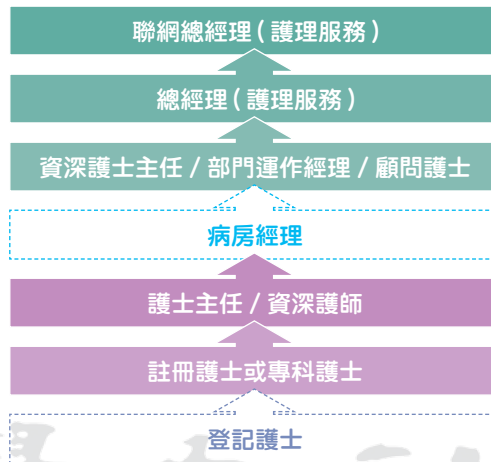 聯網總經理 ( 護理服務 )
總經理 ( 護理服務 )
資深護士主任 / 部門運作經理 / 顧問護士
病房經理
護士主任 / 資深護師
註冊護士或專科護士
登記護士